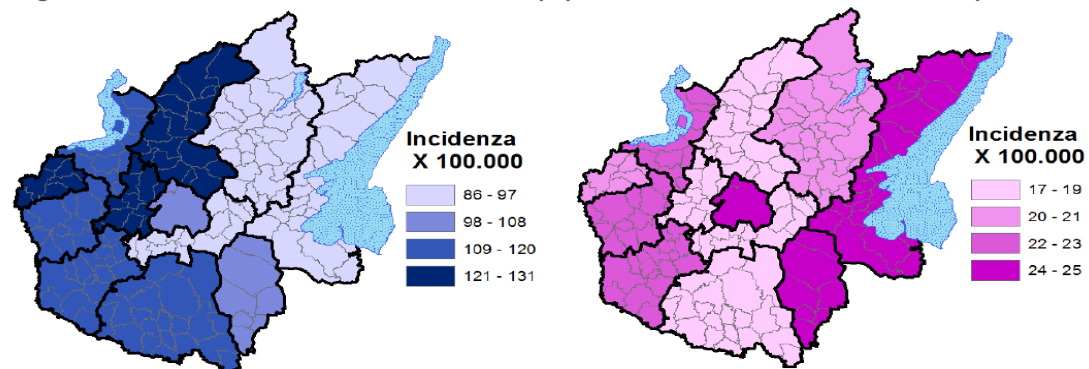 Incidenza
X 100.000
86 - 97
98 - 108
109 - 120
121 - 131
Incidenza
X 100.000
17 - 19
20 - 21
22 - 23
24 - 25